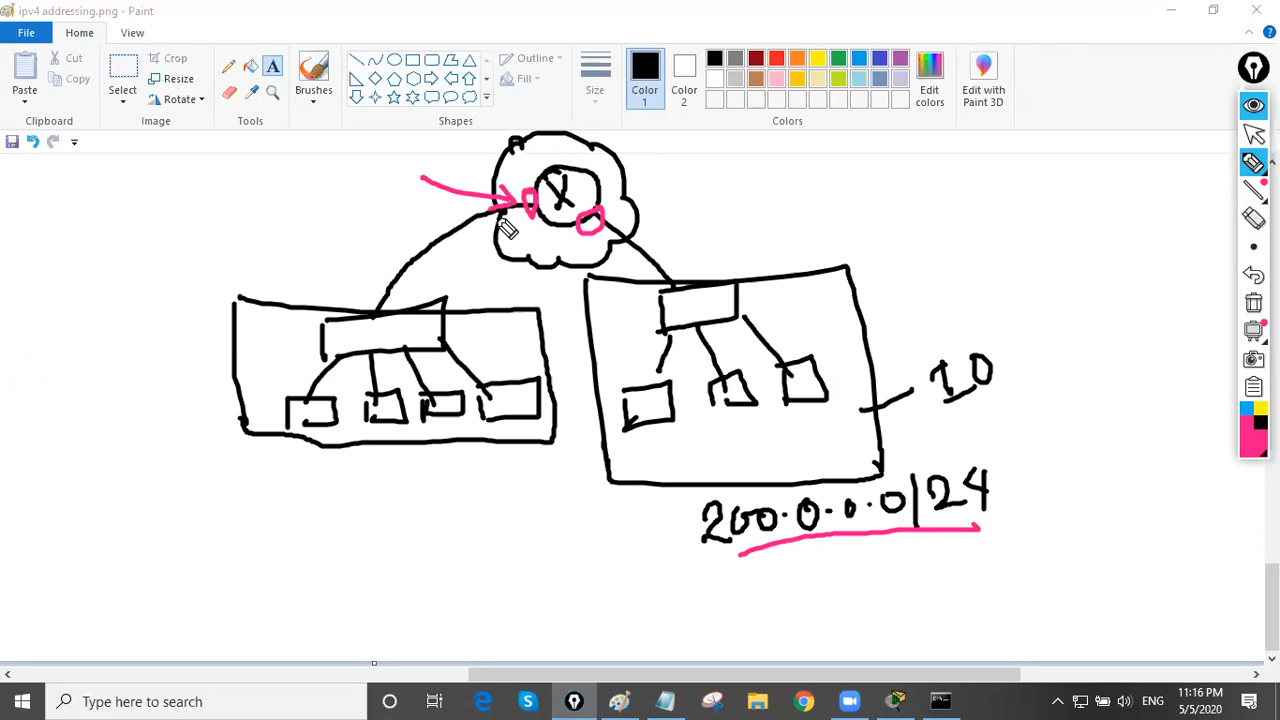 ipv4 addressing.png - Paint
File
Home
View
Paste
Cut
Copy
Clipboard
Select
Crop
Resize
Rotate
Image
Tools
Brushes
Outline
Fill
Shapes
Size
Color
1
Color
2
Edit
colors
Edit with
Paint 3D
Colors
X
10
200.0.0.0/24
Type here to search
ENG
11:16 PM
5/5/2020